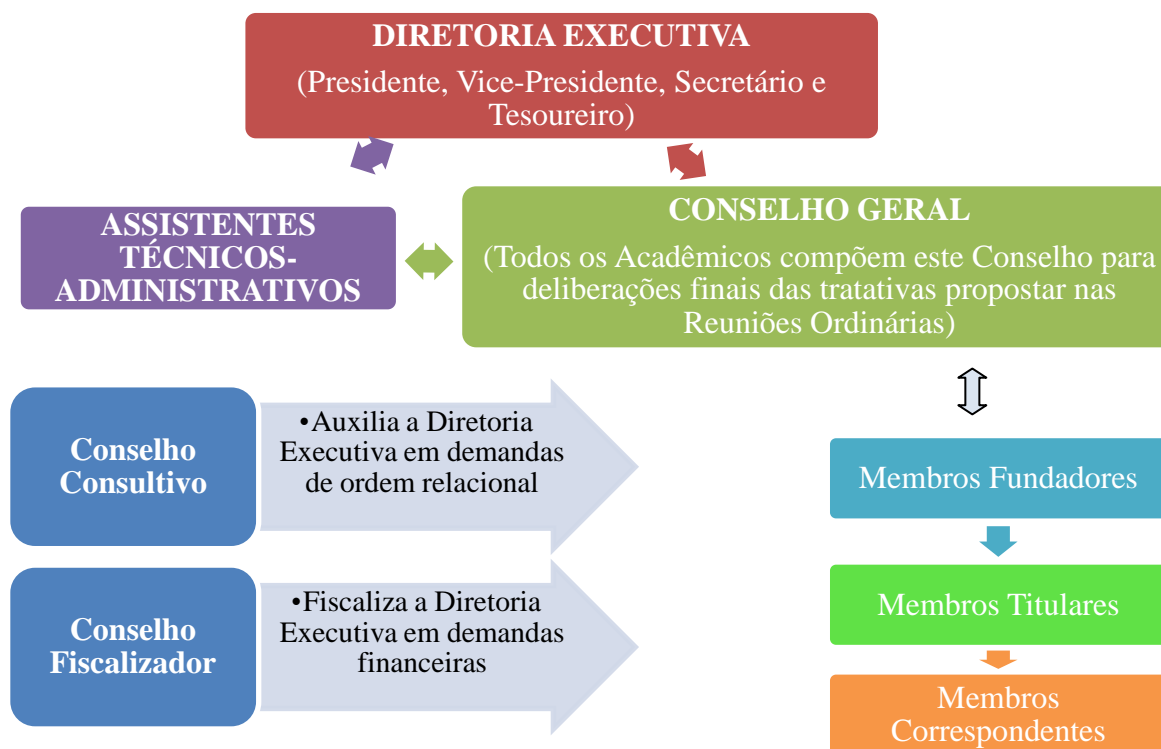 DIRETORIA EXECUTIVA
(Presidente, Vice-Presidente, Secretário e
Tesoureiro)
ASSISTENTES
TÉCNICOS-
ADMINISTRATIVOS
CONSELHO GERAL
(Todos os Acadêmicos compõem este Conselho para
deliberações finais das tratativas propostar nas
Reuniões Ordinárias)
Conselho
Consultivo
•Auxilia a Diretoria
Executiva em demandas
de ordem relacional
Conselho
Fiscalizador
•Fiscaliza a Diretoria
Executiva em demandas
financeiras
Membros Fundadores
Membros Titulares
Membros
Correspondentes